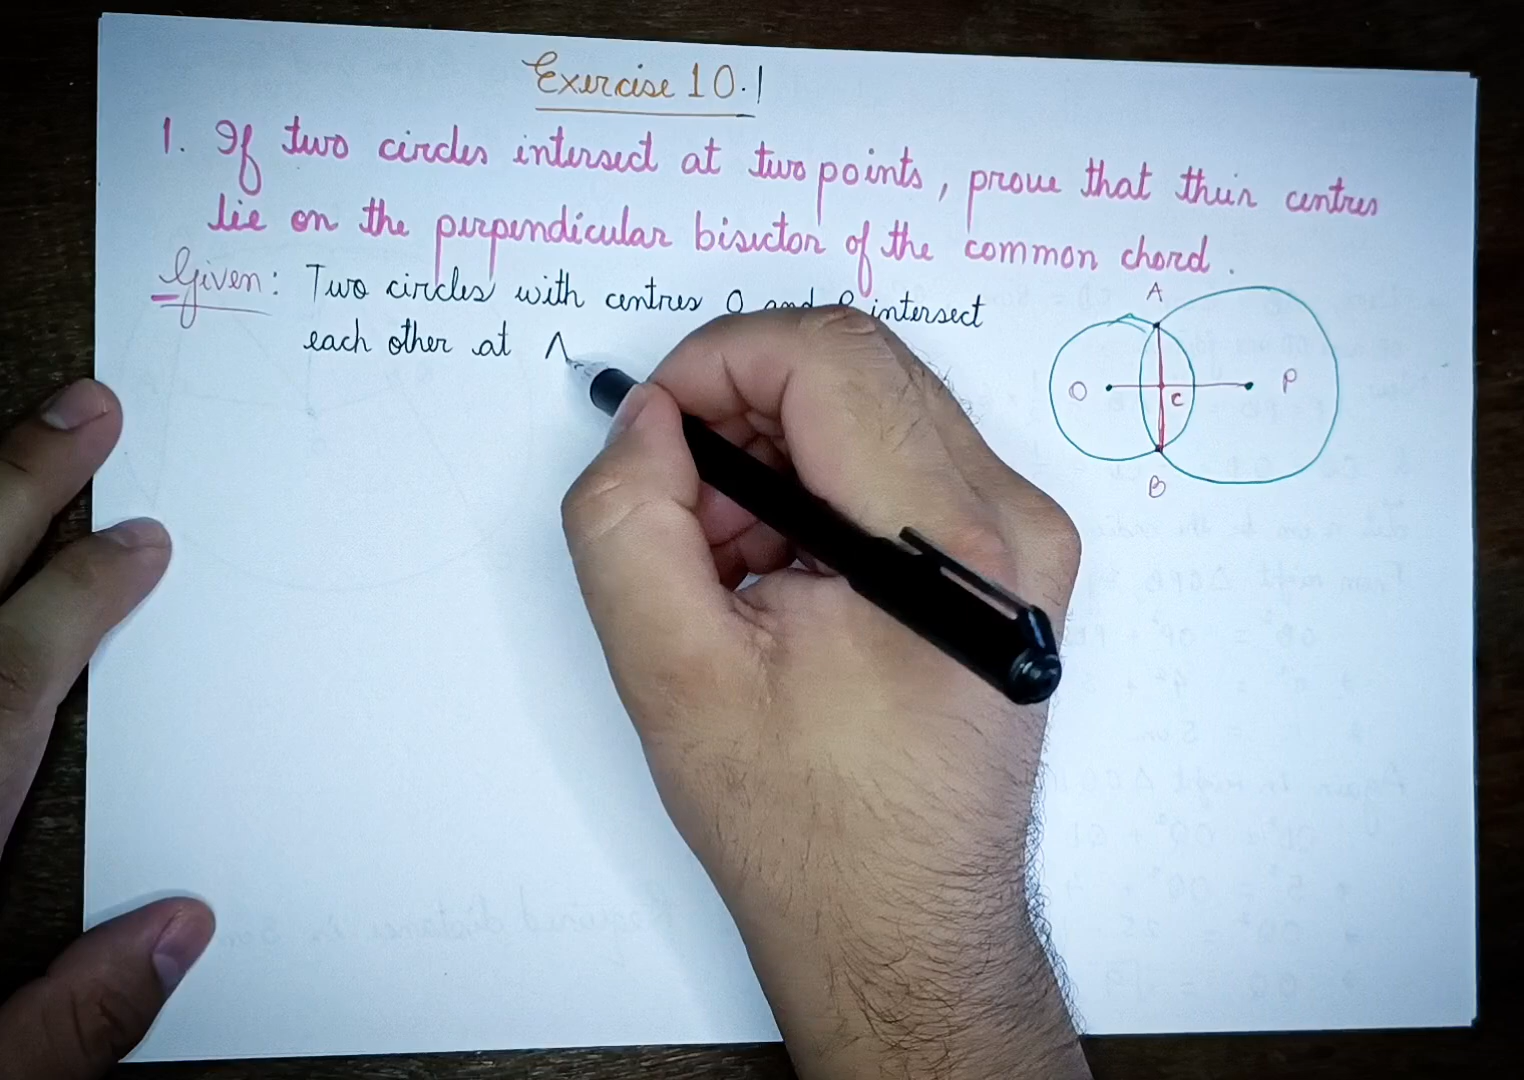 Exercise 10.1
1. If two circles intersect at two points, prove that their centres
lie on the perpendicular bisector of the common chord.
Given: Two circles with centres O and P intersect
each other at A
A
O
C
P
B